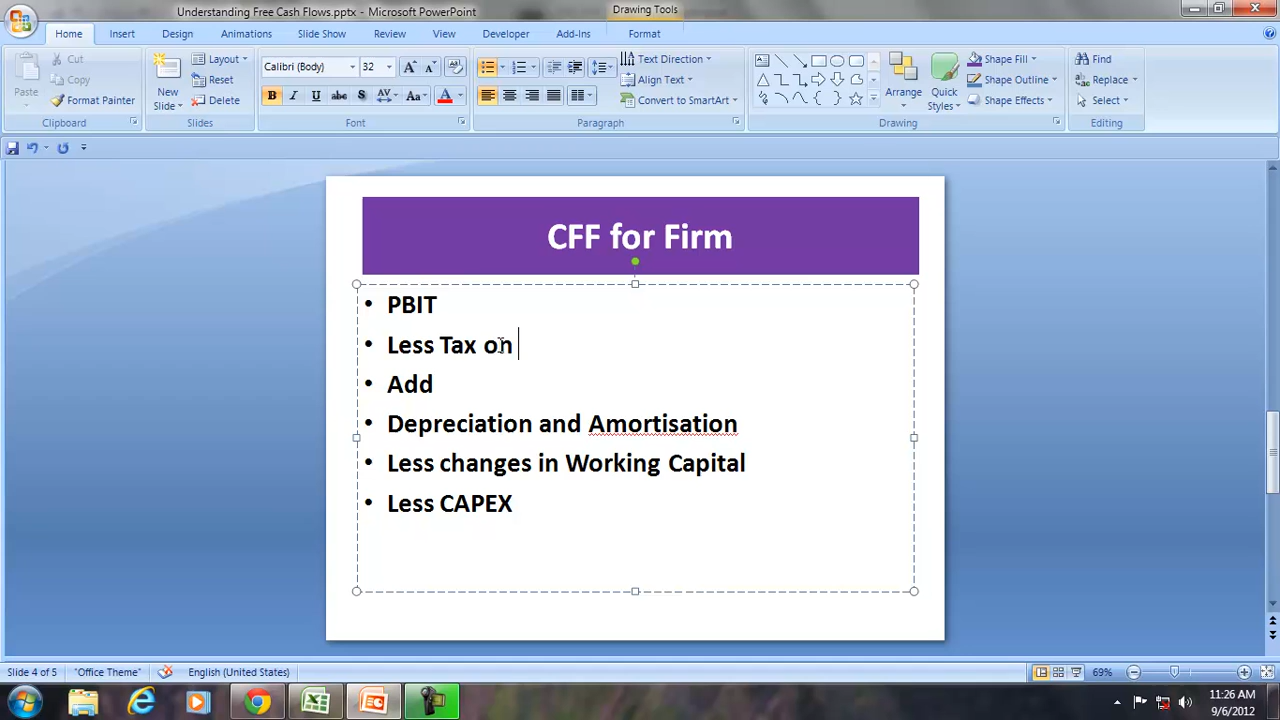 Understanding Free Cash Flows.pptx - Microsoft PowerPoint
Drawing Tools
Home Insert Design Animations Slide Show Review View Developer Add-Ins Format
Paste
Cut
Copy
Format Painter
Clipboard
New Slide
Layout
Reset
Delete
Slides
Calibri (Body) 32
B I U abe S AV Aa A
Font
Text Direction
Align Text
Convert to SmartArt
Paragraph
Arrange
Quick Styles
Shape Fill
Shape Outline
Shape Effects
Drawing
Find
Replace
Select
Editing
CFF for Firm
• PBIT
• Less Tax on
• Add
• Depreciation and Amortisation
• Less changes in Working Capital
• Less CAPEX
Slide 4 of 5 "Office Theme" English (United States) 69%
11:26 AM
9/6/2012